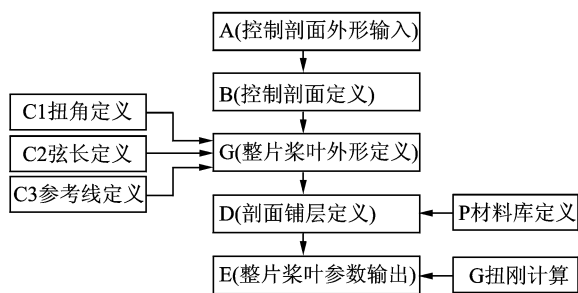 A(控制剖面外形输入)
B(控制剖面定义)
C1扭角定义
C2弦长定义
G(整片桨叶外形定义)
C3参考线定义
D(剖面铺层定义)
P材料库定义
E(整片桨叶参数输出)
G扭刚计算